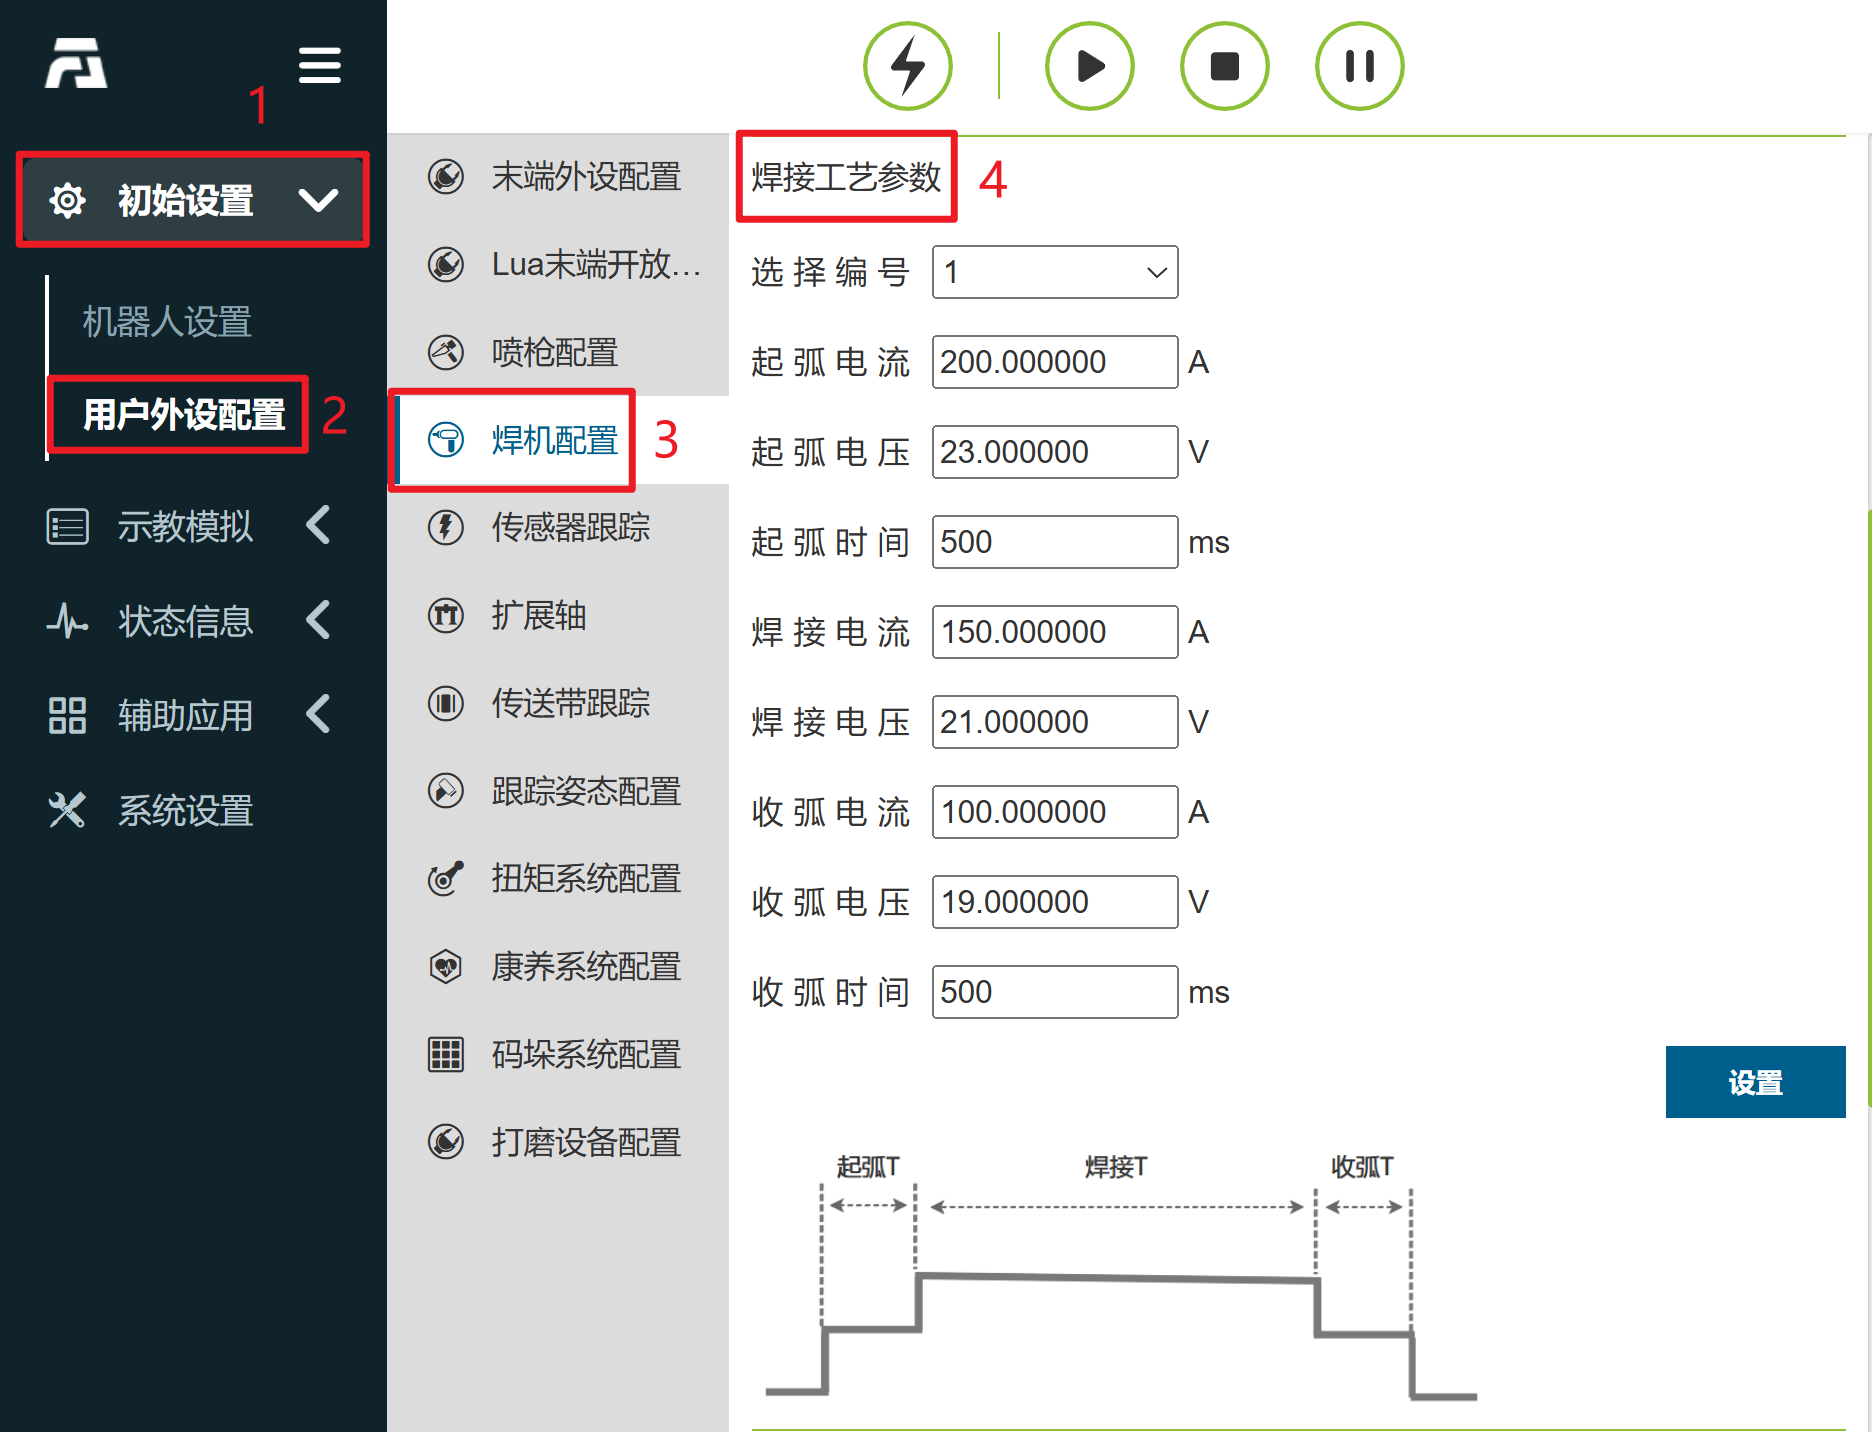 1
初始设置
机器人设置
用户外设配置
2
示教模拟
状态信息
辅助应用
系统设置
末端外设配置
Lua末端开放...
喷枪配置
焊机配置
3
传感器跟踪
扩展轴
传送带跟踪
跟踪姿态配置
扭矩系统配置
康养系统配置
码垛系统配置
打磨设备配置
焊接工艺参数
4
选择编号 1
起弧电流 200.000000 A
起弧电压 23.000000 V
起弧时间 500 ms
焊接电流 150.000000 A
焊接电压 21.000000 V
收弧电流 100.000000 A
收弧电压 19.000000 V
收弧时间 500 ms
设置
起弧T 焊接T 收弧T